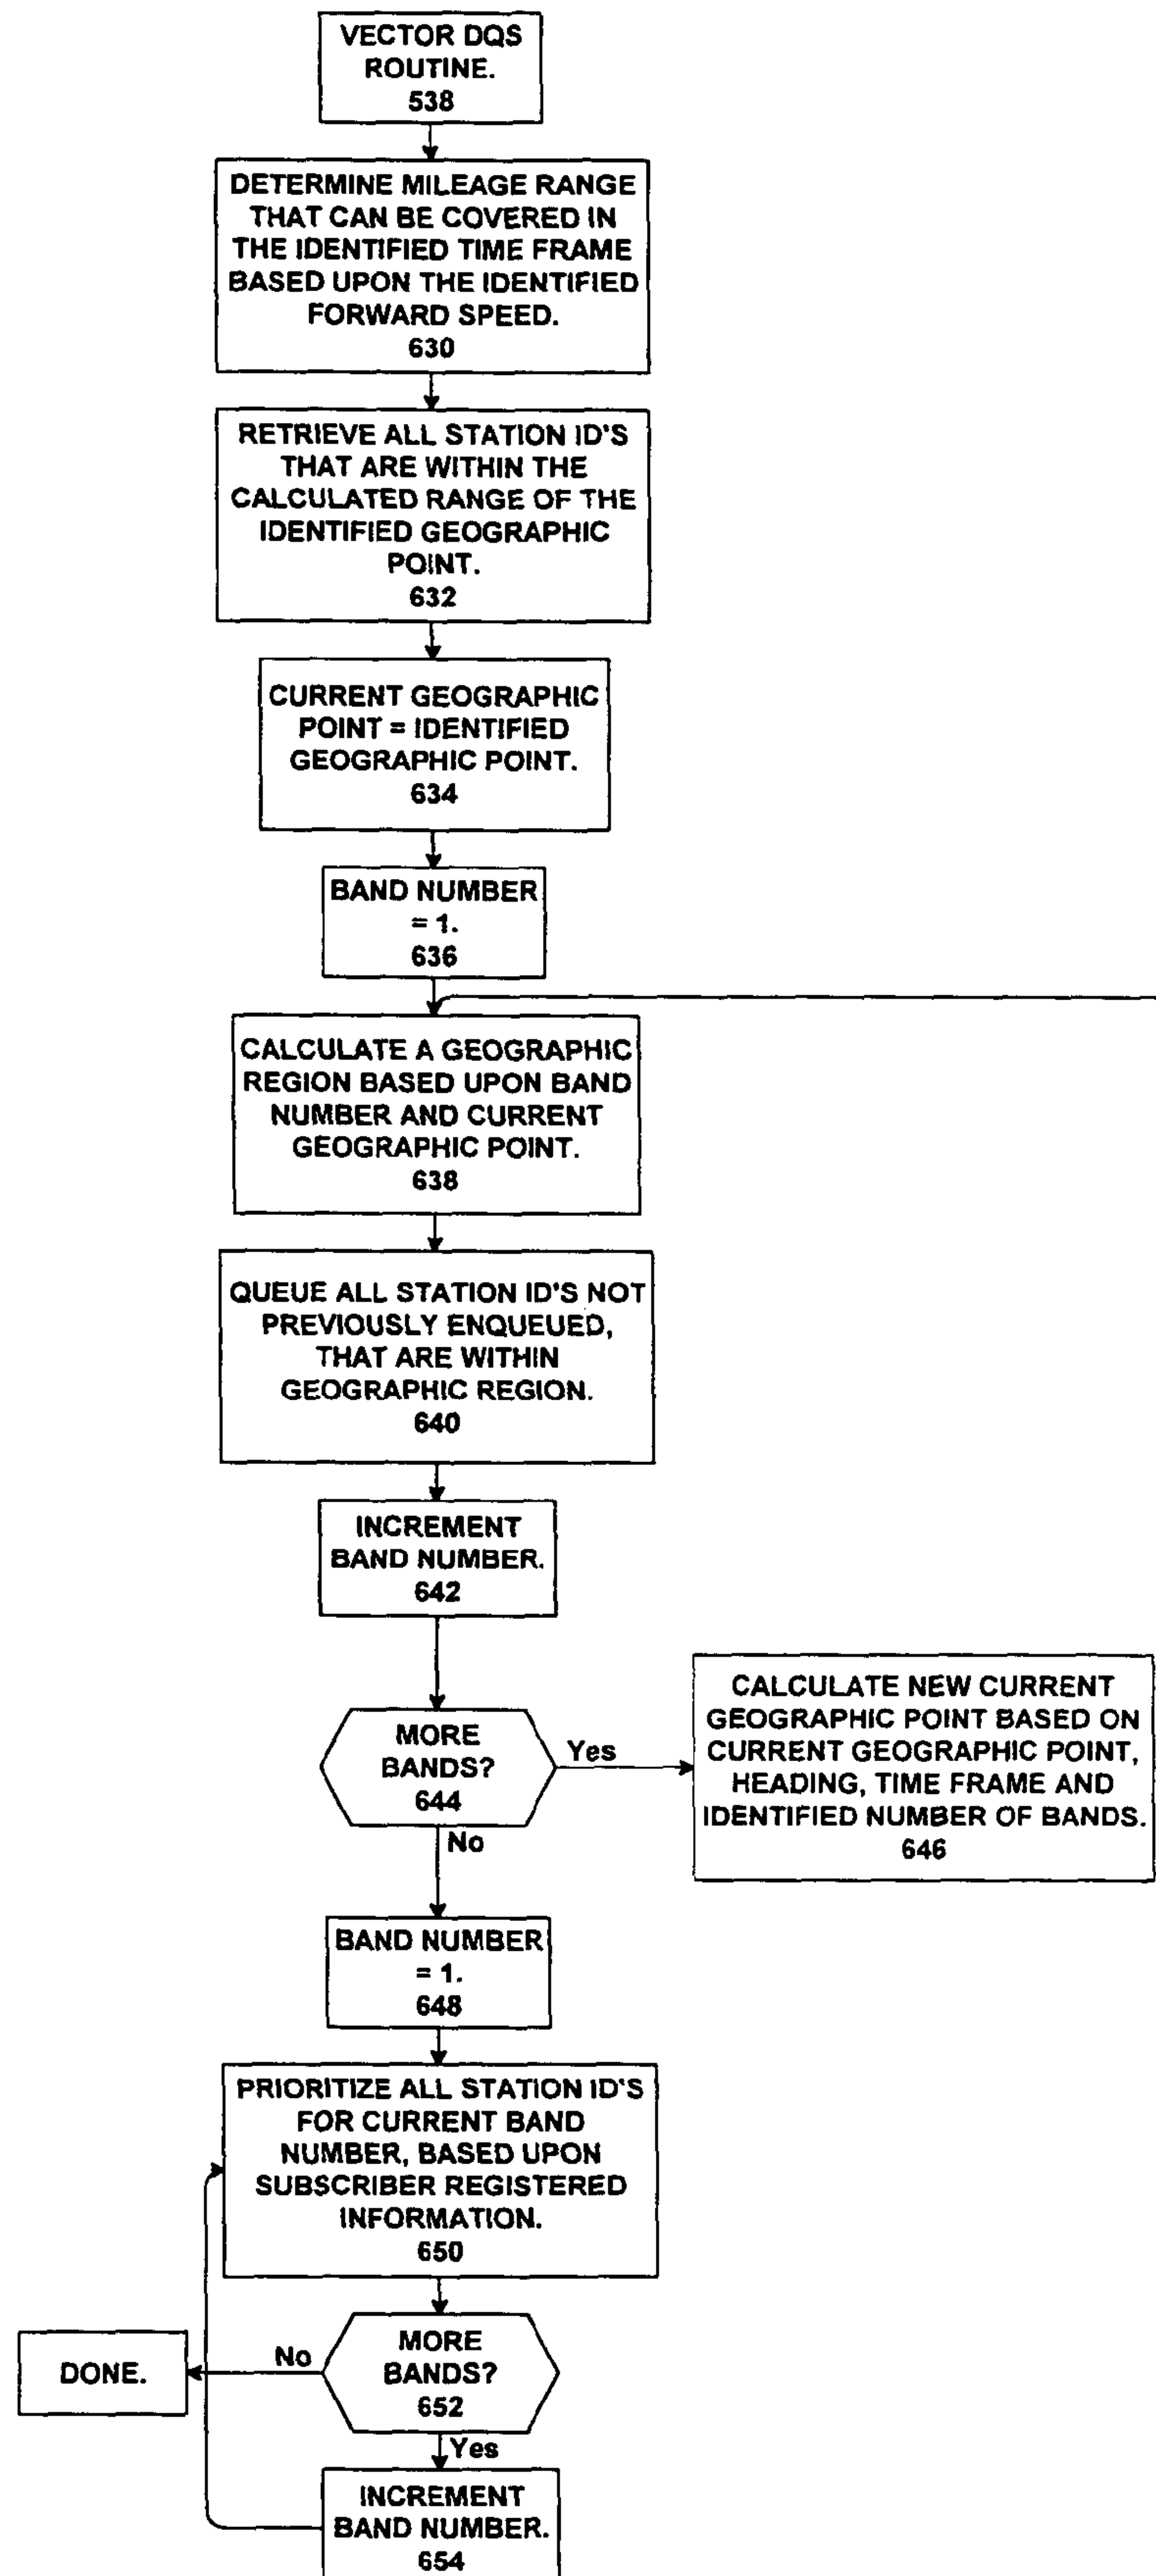 VECTOR DQS
ROUTINE.
538
DETERMINE MILEAGE RANGE
THAT CAN BE COVERED IN
THE IDENTIFIED TIME FRAME
BASED UPON THE IDENTIFIED
FORWARD SPEED.
630
RETRIEVE ALL STATION ID'S
THAT ARE WITHIN THE
CALCULATED RANGE OF THE
IDENTIFIED GEOGRAPHIC
POINT.
632
CURRENT GEOGRAPHIC
POINT = IDENTIFIED
GEOGRAPHIC POINT.
634
BAND NUMBER
= 1.
636
CALCULATE A GEOGRAPHIC
REGION BASED UPON BAND
NUMBER AND CURRENT
GEOGRAPHIC POINT.
638
QUEUE ALL STATION ID'S NOT
PREVIOUSLY ENQUEUED,
THAT ARE WITHIN
GEOGRAPHIC REGION.
640
INCREMENT
BAND NUMBER.
642
MORE
BANDS?
644
Yes
No
CALCULATE NEW CURRENT
GEOGRAPHIC POINT BASED ON
CURRENT GEOGRAPHIC POINT,
HEADING, TIME FRAME AND
IDENTIFIED NUMBER OF BANDS.
646
BAND NUMBER
= 1.
648
PRIORITIZE ALL STATION ID'S
FOR CURRENT BAND
NUMBER, BASED UPON
SUBSCRIBER REGISTERED
INFORMATION.
650
MORE
BANDS?
652
No
DONE.
Yes
INCREMENT
BAND NUMBER.
654